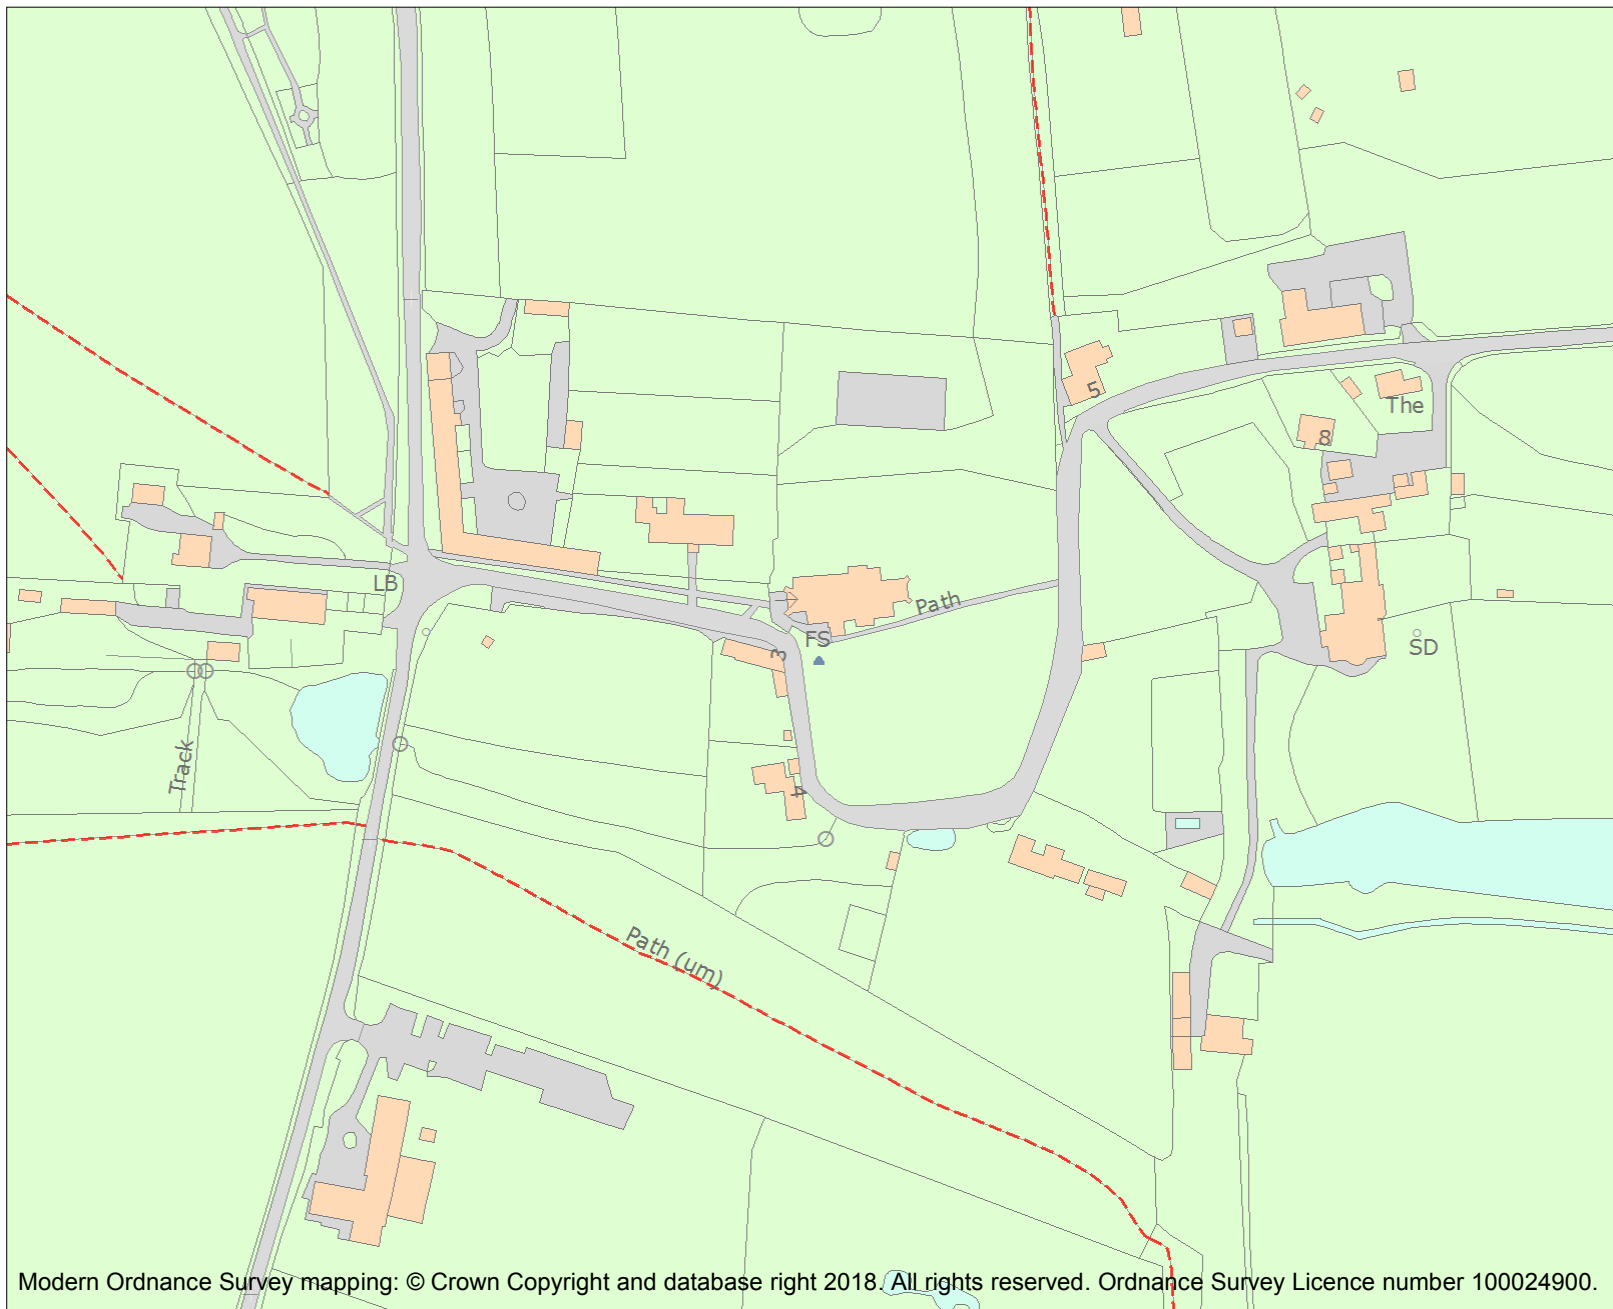 5
The
8
LB
Path
FS
3
SD
Track
4
Path (um)
Modern Ordnance Survey mapping: © Crown Copyright and database right 2018. All rights reserved. Ordnance Survey Licence number 100024900.